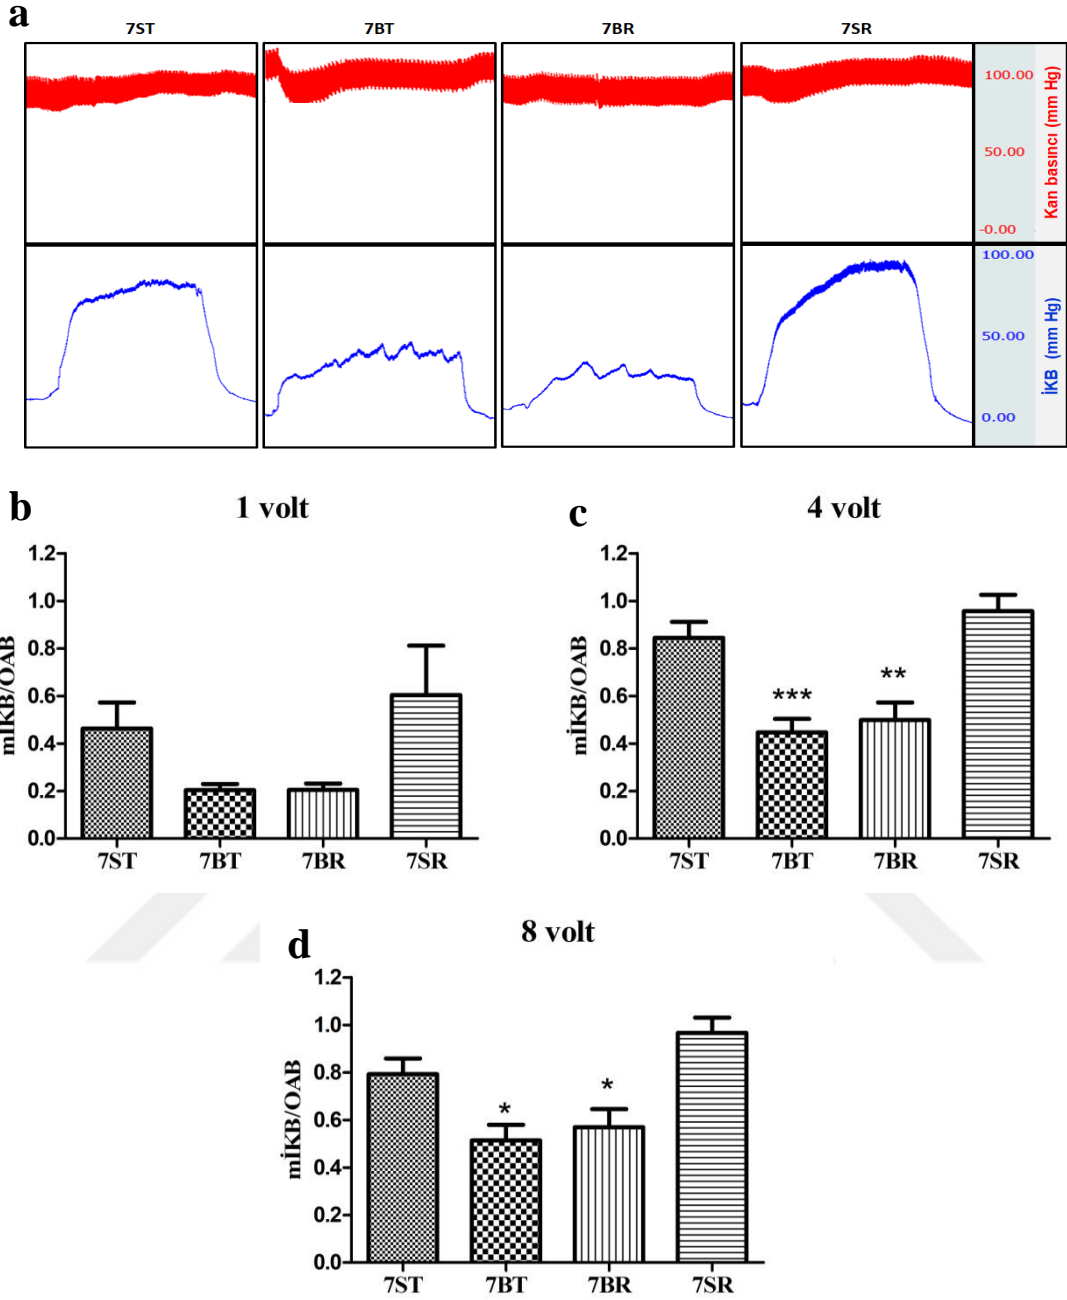 a
7ST 7BT 7BR 7SR
100.00
50.00
-0.00
Kan basıncı (mm Hg)
100.00
50.00
0.00
İKB (mm Hg)
b
1 volt
mİKB/OAB
1.2
1.0
0.8
0.6
0.4
0.2
0.0
7ST 7BT 7BR 7SR
c
4 volt
mİKB/OAB
1.2
1.0
0.8
0.6
0.4
0.2
0.0
***
**
7ST 7BT 7BR 7SR
d
8 volt
mİKB/OAB
1.2
1.0
0.8
0.6
0.4
0.2
0.0
*
*
7ST 7BT 7BR 7SR